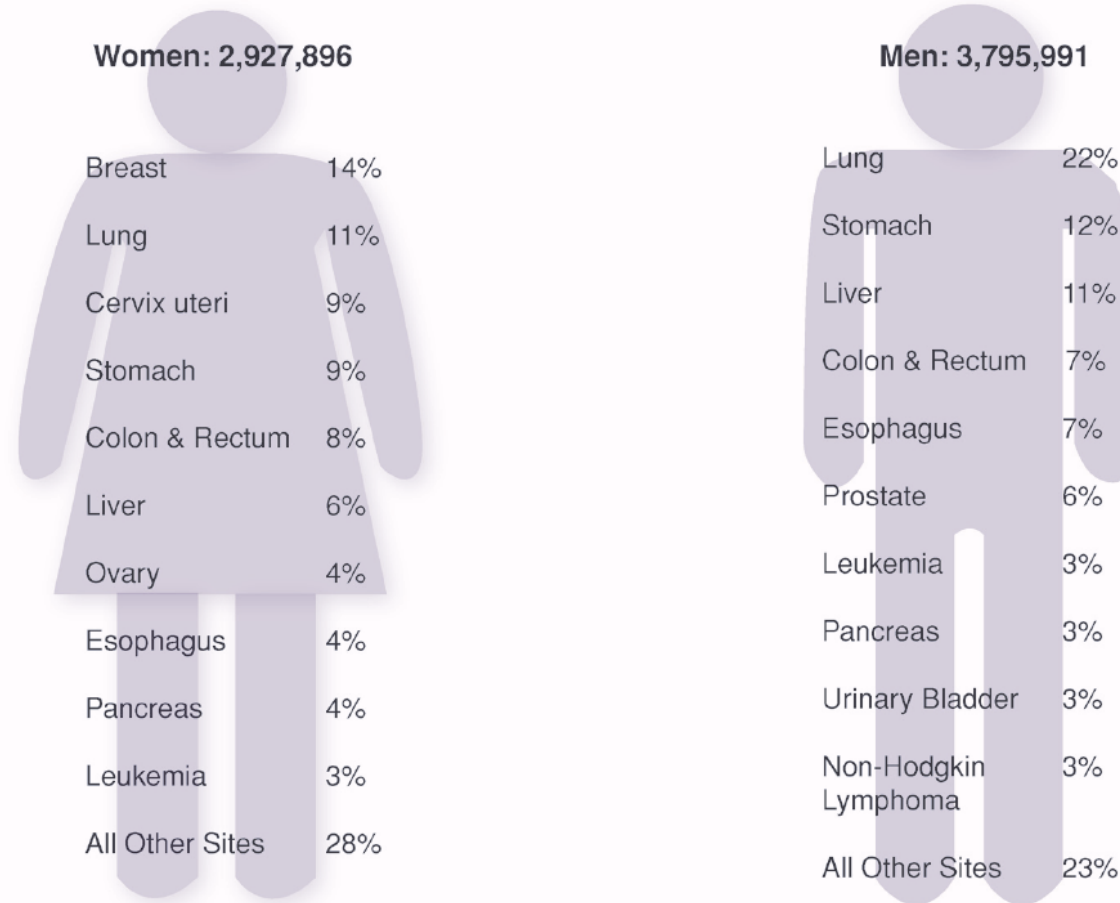 Women: 2,927,896
Breast 14%
Lung 11%
Cervix uteri 9%
Stomach 9%
Colon & Rectum 8%
Liver 6%
Ovary 4%
Esophagus 4%
Pancreas 4%
Leukemia 3%
All Other Sites 28%
Men: 3,795,991
Lung 22%
Stomach 12%
Liver 11%
Colon & Rectum 7%
Esophagus 7%
Prostate 6%
Leukemia 3%
Pancreas 3%
Urinary Bladder 3%
Non-Hodgkin 3%
Lymphoma
All Other Sites 23%